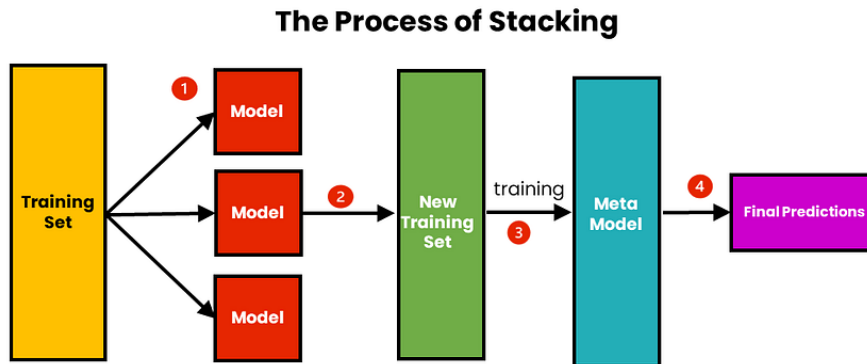 The Process of Stacking
Training
Set
1
Model
Model
Model
2
New
Training
Set
training
3
Meta
Model
4
Final Predictions